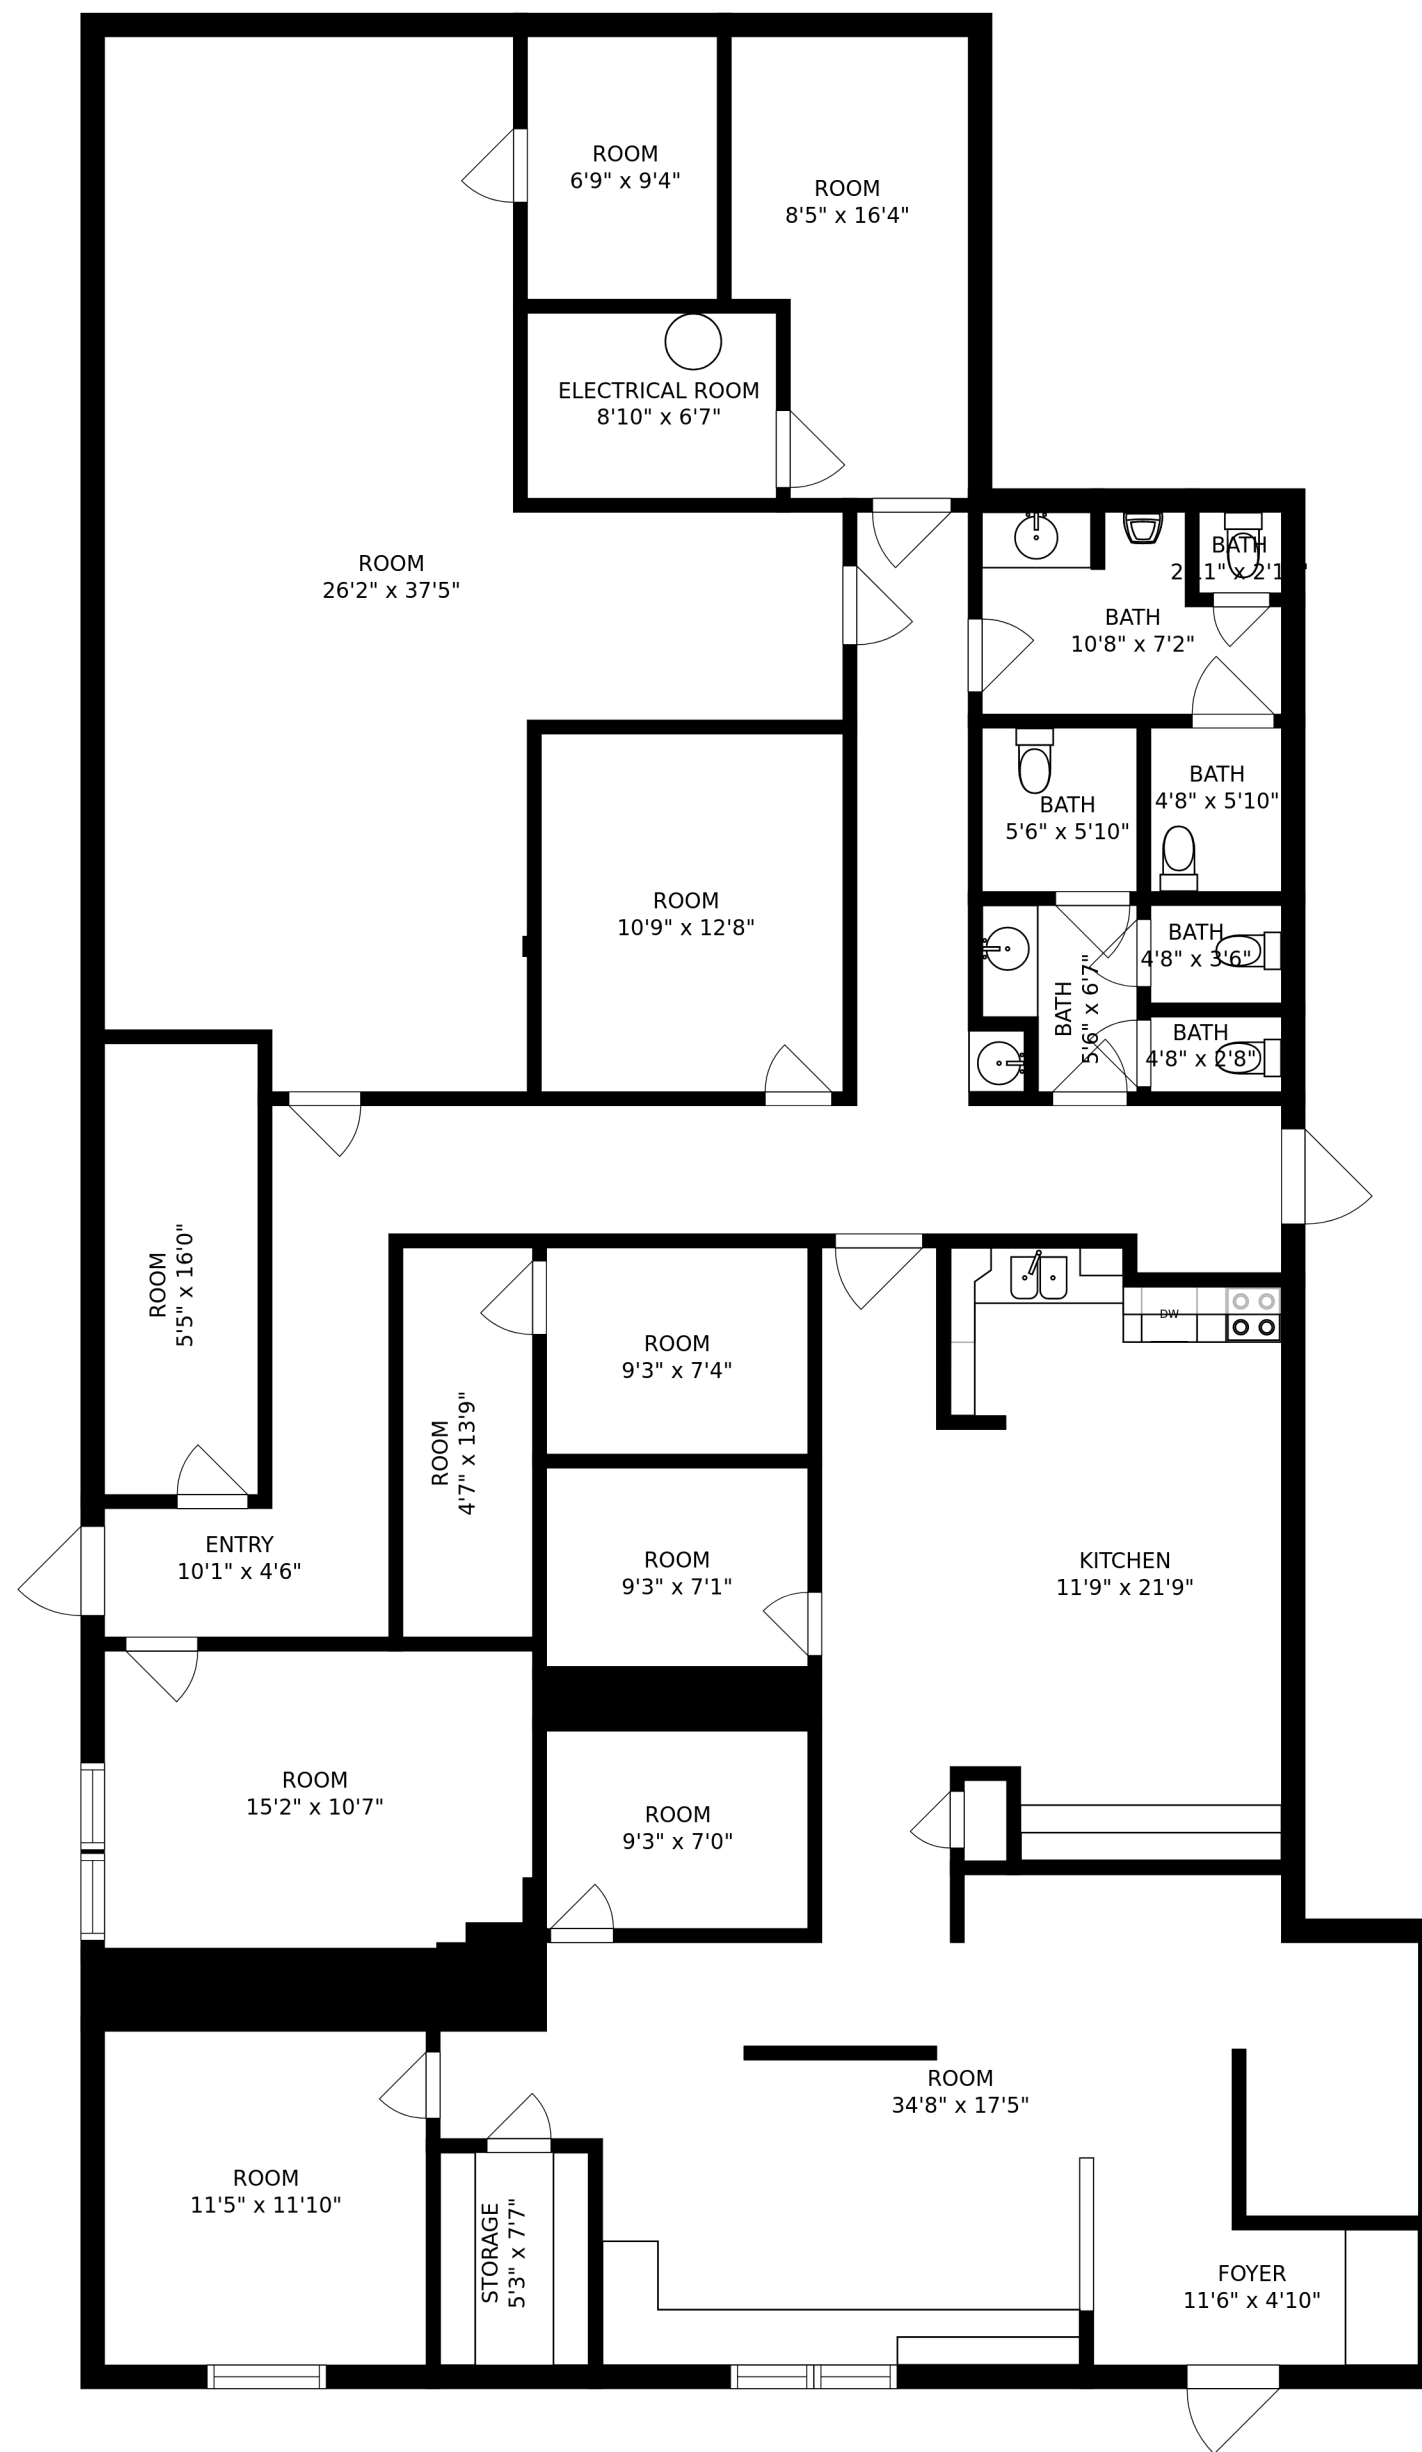 ROOM
6'9" x 9'4"
ROOM
8'5" x 16'4"
ELECTRICAL ROOM
8'10" x 6'7"
ROOM
26'2" x 37'5"
BATH
BATH
10'8" x 7'2"
BATH
4'8" x 5'10"
BATH
5'6" x 5'10"
ROOM
10'9" x 12'8"
BATH
4'8" x 3'6"
BATH
5'6" x 6'7"
BATH
4'8" x 2'8"
ROOM
5'5" x 16'0"
DW
ROOM
9'3" x 7'4"
ROOM
4'7" x 13'9"
ENTRY
10'1" x 4'6"
ROOM
9'3" x 7'1"
KITCHEN
11'9" x 21'9"
ROOM
15'2" x 10'7"
ROOM
9'3" x 7'0"
ROOM
34'8" x 17'5"
ROOM
11'5" x 11'10"
STORAGE
5'3" x 7'7"
FOYER
11'6" x 4'10"